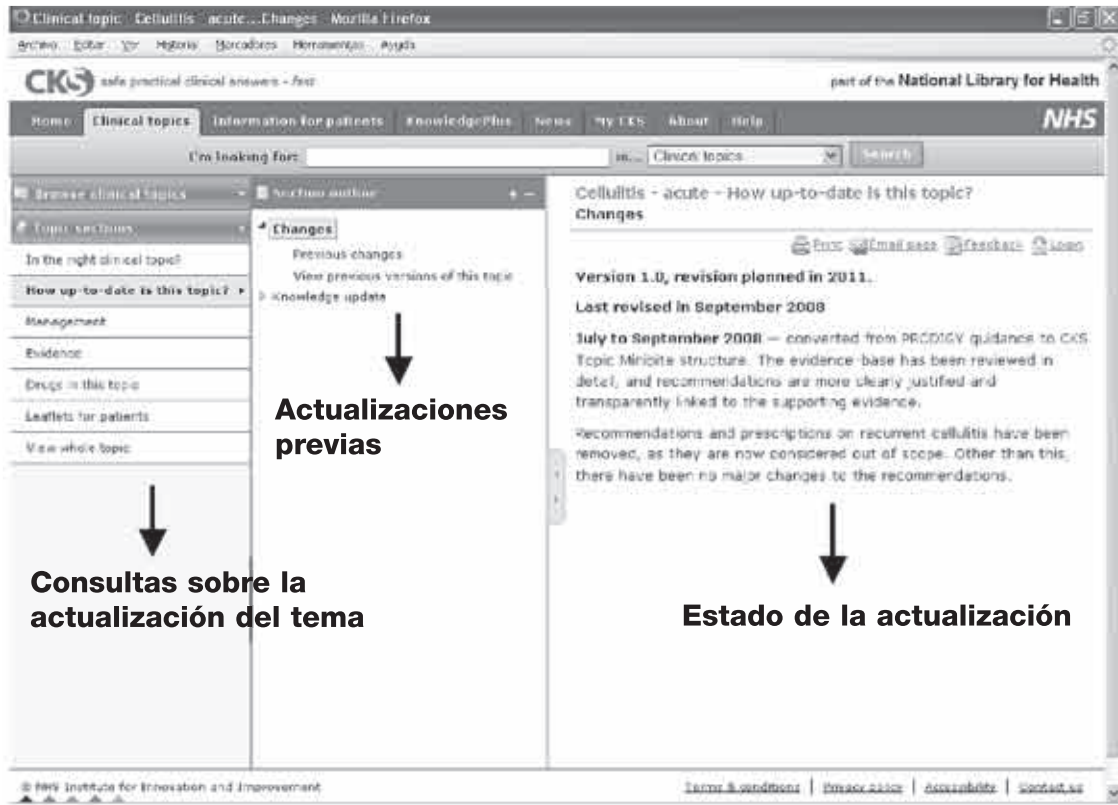 Clinical topic Cellulitis acute...Changes Mozilla Firefox
Archivo Editar Ver Historial Marcadores Herramientas Ayuda
CKS safe practical clinical answers - fast
part of the National Library for Health
Home Clinical topics Information for patients KnowledgePlus News My CKS About Help
NHS
I'm looking for: in... Clinical topics Search
Browse clinical topics
Topic sections
In the right clinical topic?
How up-to-date is this topic?
Management
Evidence
Drugs in this topic
Leaflets for patients
View whole topic
Consultas sobre la
actualización del tema
Section outline + -
Changes
Previous changes
View previous versions of this topic
Knowledge update
Actualizaciones
previas
Cellulitis - acute - How up-to-date is this topic?
Changes
Print Email page Feedback Login
Version 1.0, revision planned in 2011.
Last revised in September 2008
July to September 2008 — converted from PRODIGY guidance to CKS
Topic Minibite structure. The evidence-base has been reviewed in
detail, and recommendations are more clearly justified and
transparently linked to the supporting evidence.
Recommendations and prescriptions on recurrent cellulitis have been
removed, as they are now considered out of scope. Other than this,
there have been no major changes to the recommendations.
Estado de la actualización
© NHS Institute for Innovation and Improvement
Terms & conditions | Privacy policy | Accessibility | Contact us